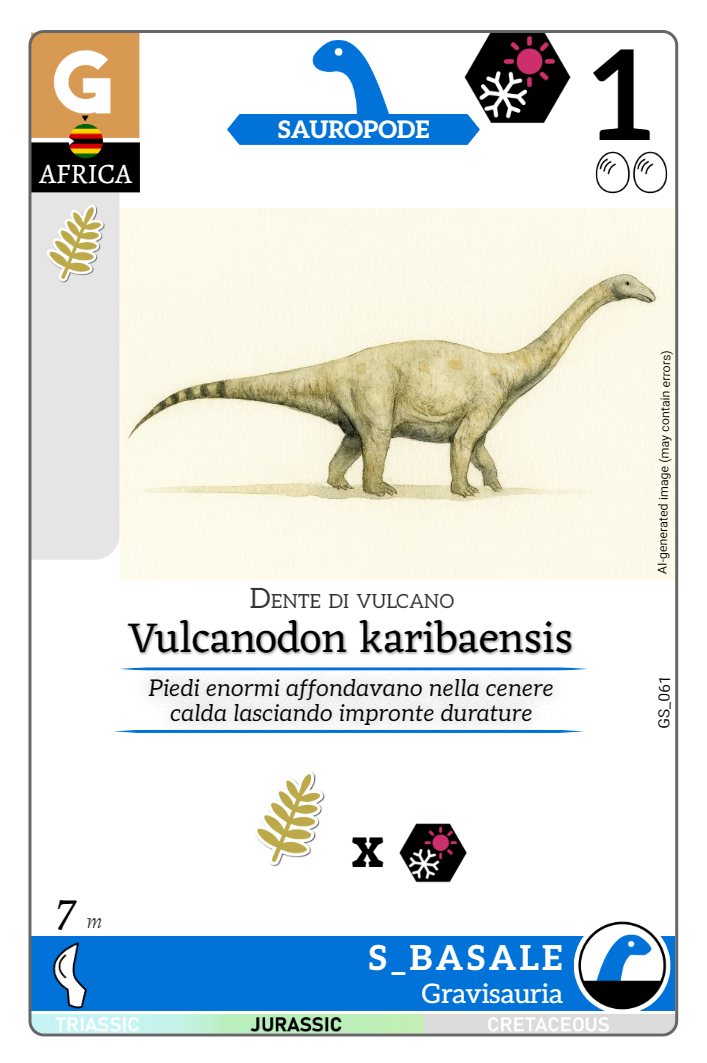 G
AFRICA
SAUROPODE
1
AI-generated image (may contain errors)
Dente di vulcano
Vulcanodon karibaensis
Piedi enormi affondavano nella cenere
calda lasciando impronte durature
GS_061
x
7 m
S_BASALE
Gravisauria
TRIASSIC JURASSIC CRETACEOUS